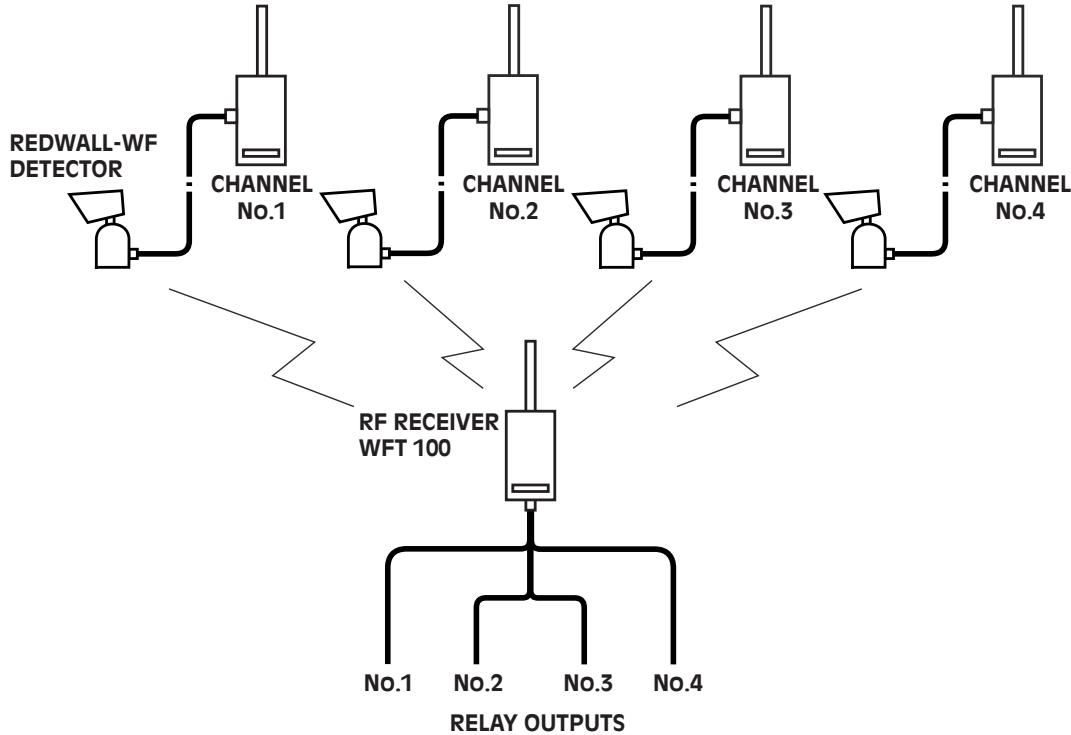 REDWALL-WF
DETECTOR
CHANNEL
No.1
CHANNEL
No.2
CHANNEL
No.3
CHANNEL
No.4
RF RECEIVER
WFT 100
No.1
No.2
No.3
No.4
RELAY OUTPUTS